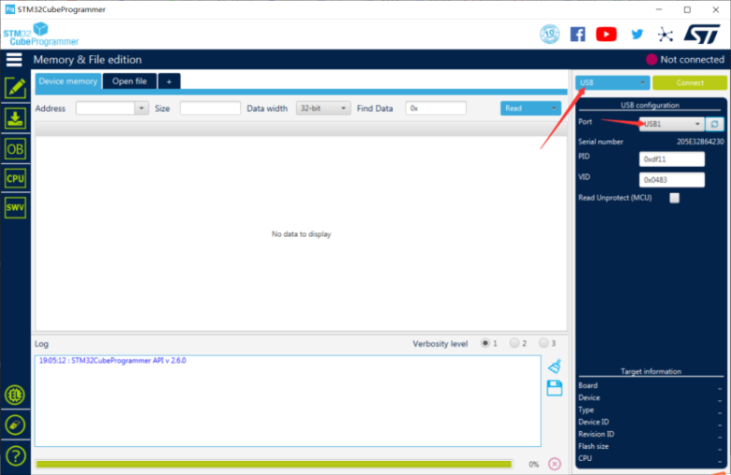 STM32CubeProgrammer
STM32
CubeProgrammer
Memory & File edition
Not connected
Device memory
Open file
+
USB
Connect
Address
Size
Data width
32-bit
Find Data
0x
Read
USB configuration
Port
USB1
Serial number
205E32B64230
PID
0xdf11
VID
0x0483
Read Unprotect (MCU)
OB
CPU
SWV
No data to display
Log
Verbosity level
1
2
3
19:05:12 : STM32CubeProgrammer API v 2.6.0
Target information
Board
_
Device
_
Type
_
Device ID
_
Revision ID
_
Flash size
_
CPU
_
0%